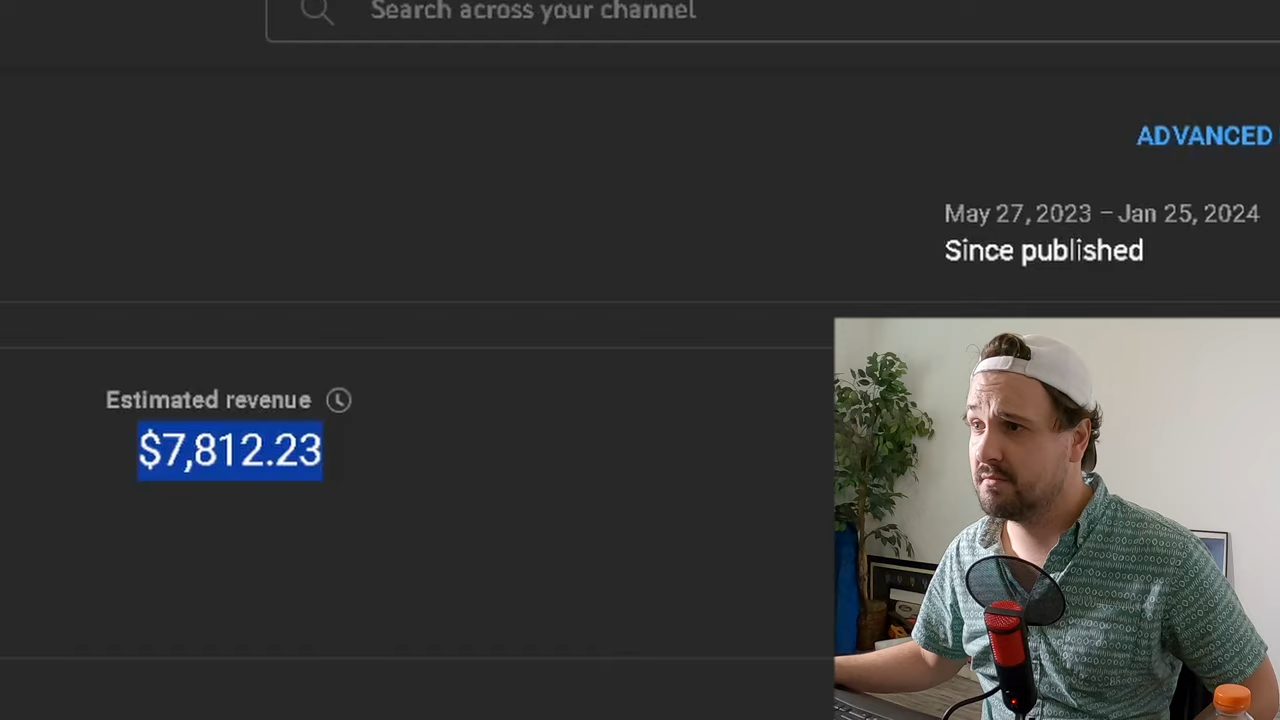 Search across your channel
ADVANCED
May 27, 2023 – Jan 25, 2024
Since published
Estimated revenue
$7,812.23